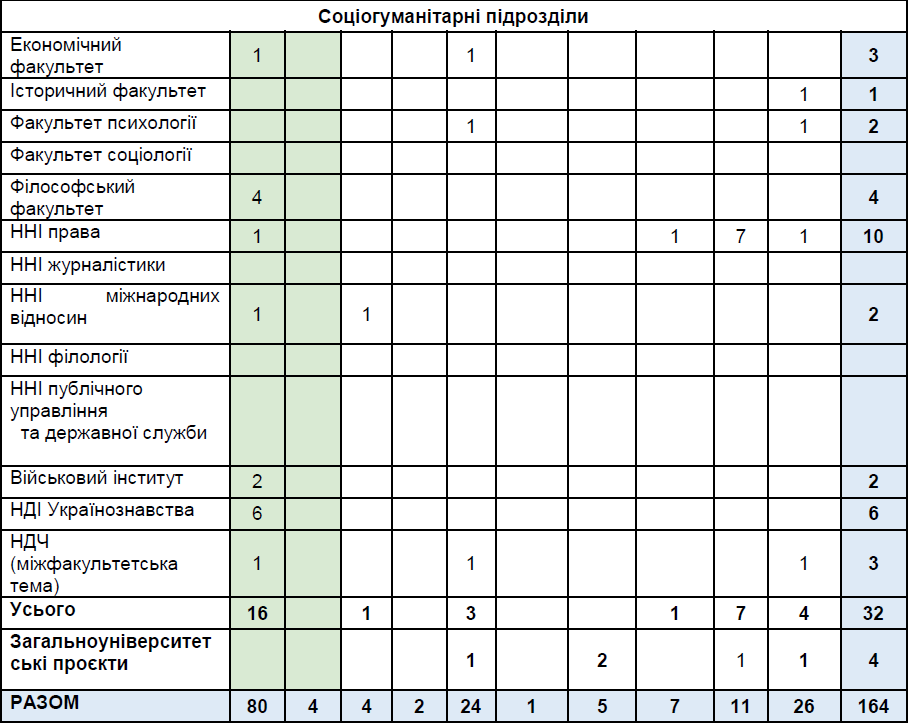 Соціогуманітарні підрозділи
Економічний
факультет 1 1 3
Історичний факультет 1 1
Факультет психології 1 1 2
Факультет соціології
Філософський
факультет 4 4
ННІ права 1 1 7 1 10
ННІ журналістики
ННІ міжнародних
відносин 1 1 2
ННІ філології
ННІ публічного
управління
та державної служби
Військовий інститут 2 2
НДІ Українознавства 6 6
НДЧ
(міжфакультетська 1 1 1 3
тема)
Усього 16 1 3 1 7 4 32
Загальноуніверситет
ські проєкти 1 2 1 1 4
РАЗОМ 80 4 4 2 24 1 5 7 11 26 164